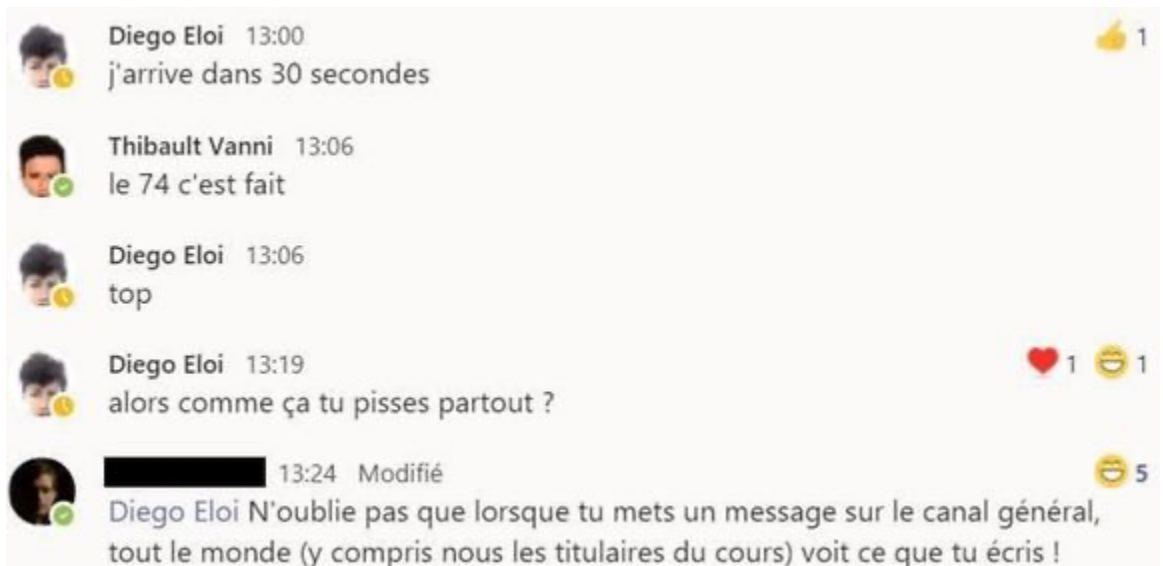 Diego Eloi 13:00 1
j'arrive dans 30 secondes
Thibault Vanni 13:06
le 74 c'est fait
Diego Eloi 13:06
top
Diego Eloi 13:19 1 1
alors comme ça tu pisses partout ?
13:24 Modifié 5
Diego Eloi N'oublie pas que lorsque tu mets un message sur le canal général,
tout le monde (y compris nous les titulaires du cours) voit ce que tu écris !